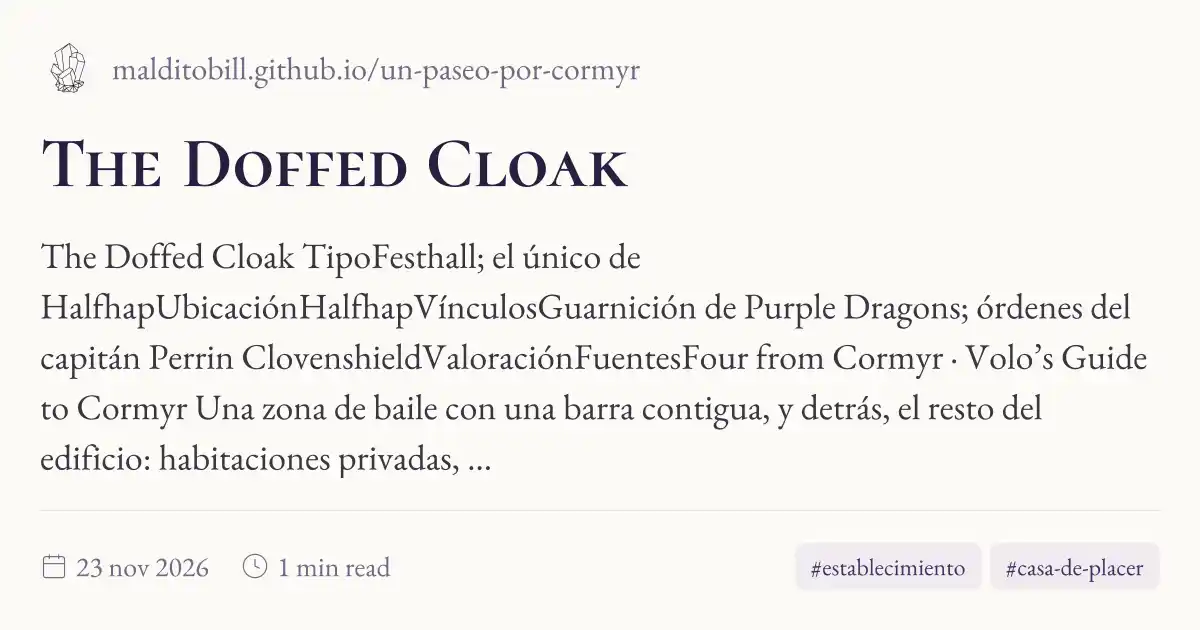 malditobill.github.io/un-paseo-por-cormyr
The Doffed Cloak
The Doffed Cloak TipoFesthall; el único de
HalfhapUbicaciónHalfhapVínculosGuarnición de Purple Dragons; órdenes del
capitán Perrin ClovenshieldValoraciónFuentesFour from Cormyr · Volo’s Guide
to Cormyr Una zona de baile con una barra contigua, y detrás, el resto del
edificio: habitaciones privadas, ...
23 nov 2026 1 min read #establecimiento #casa-de-placer